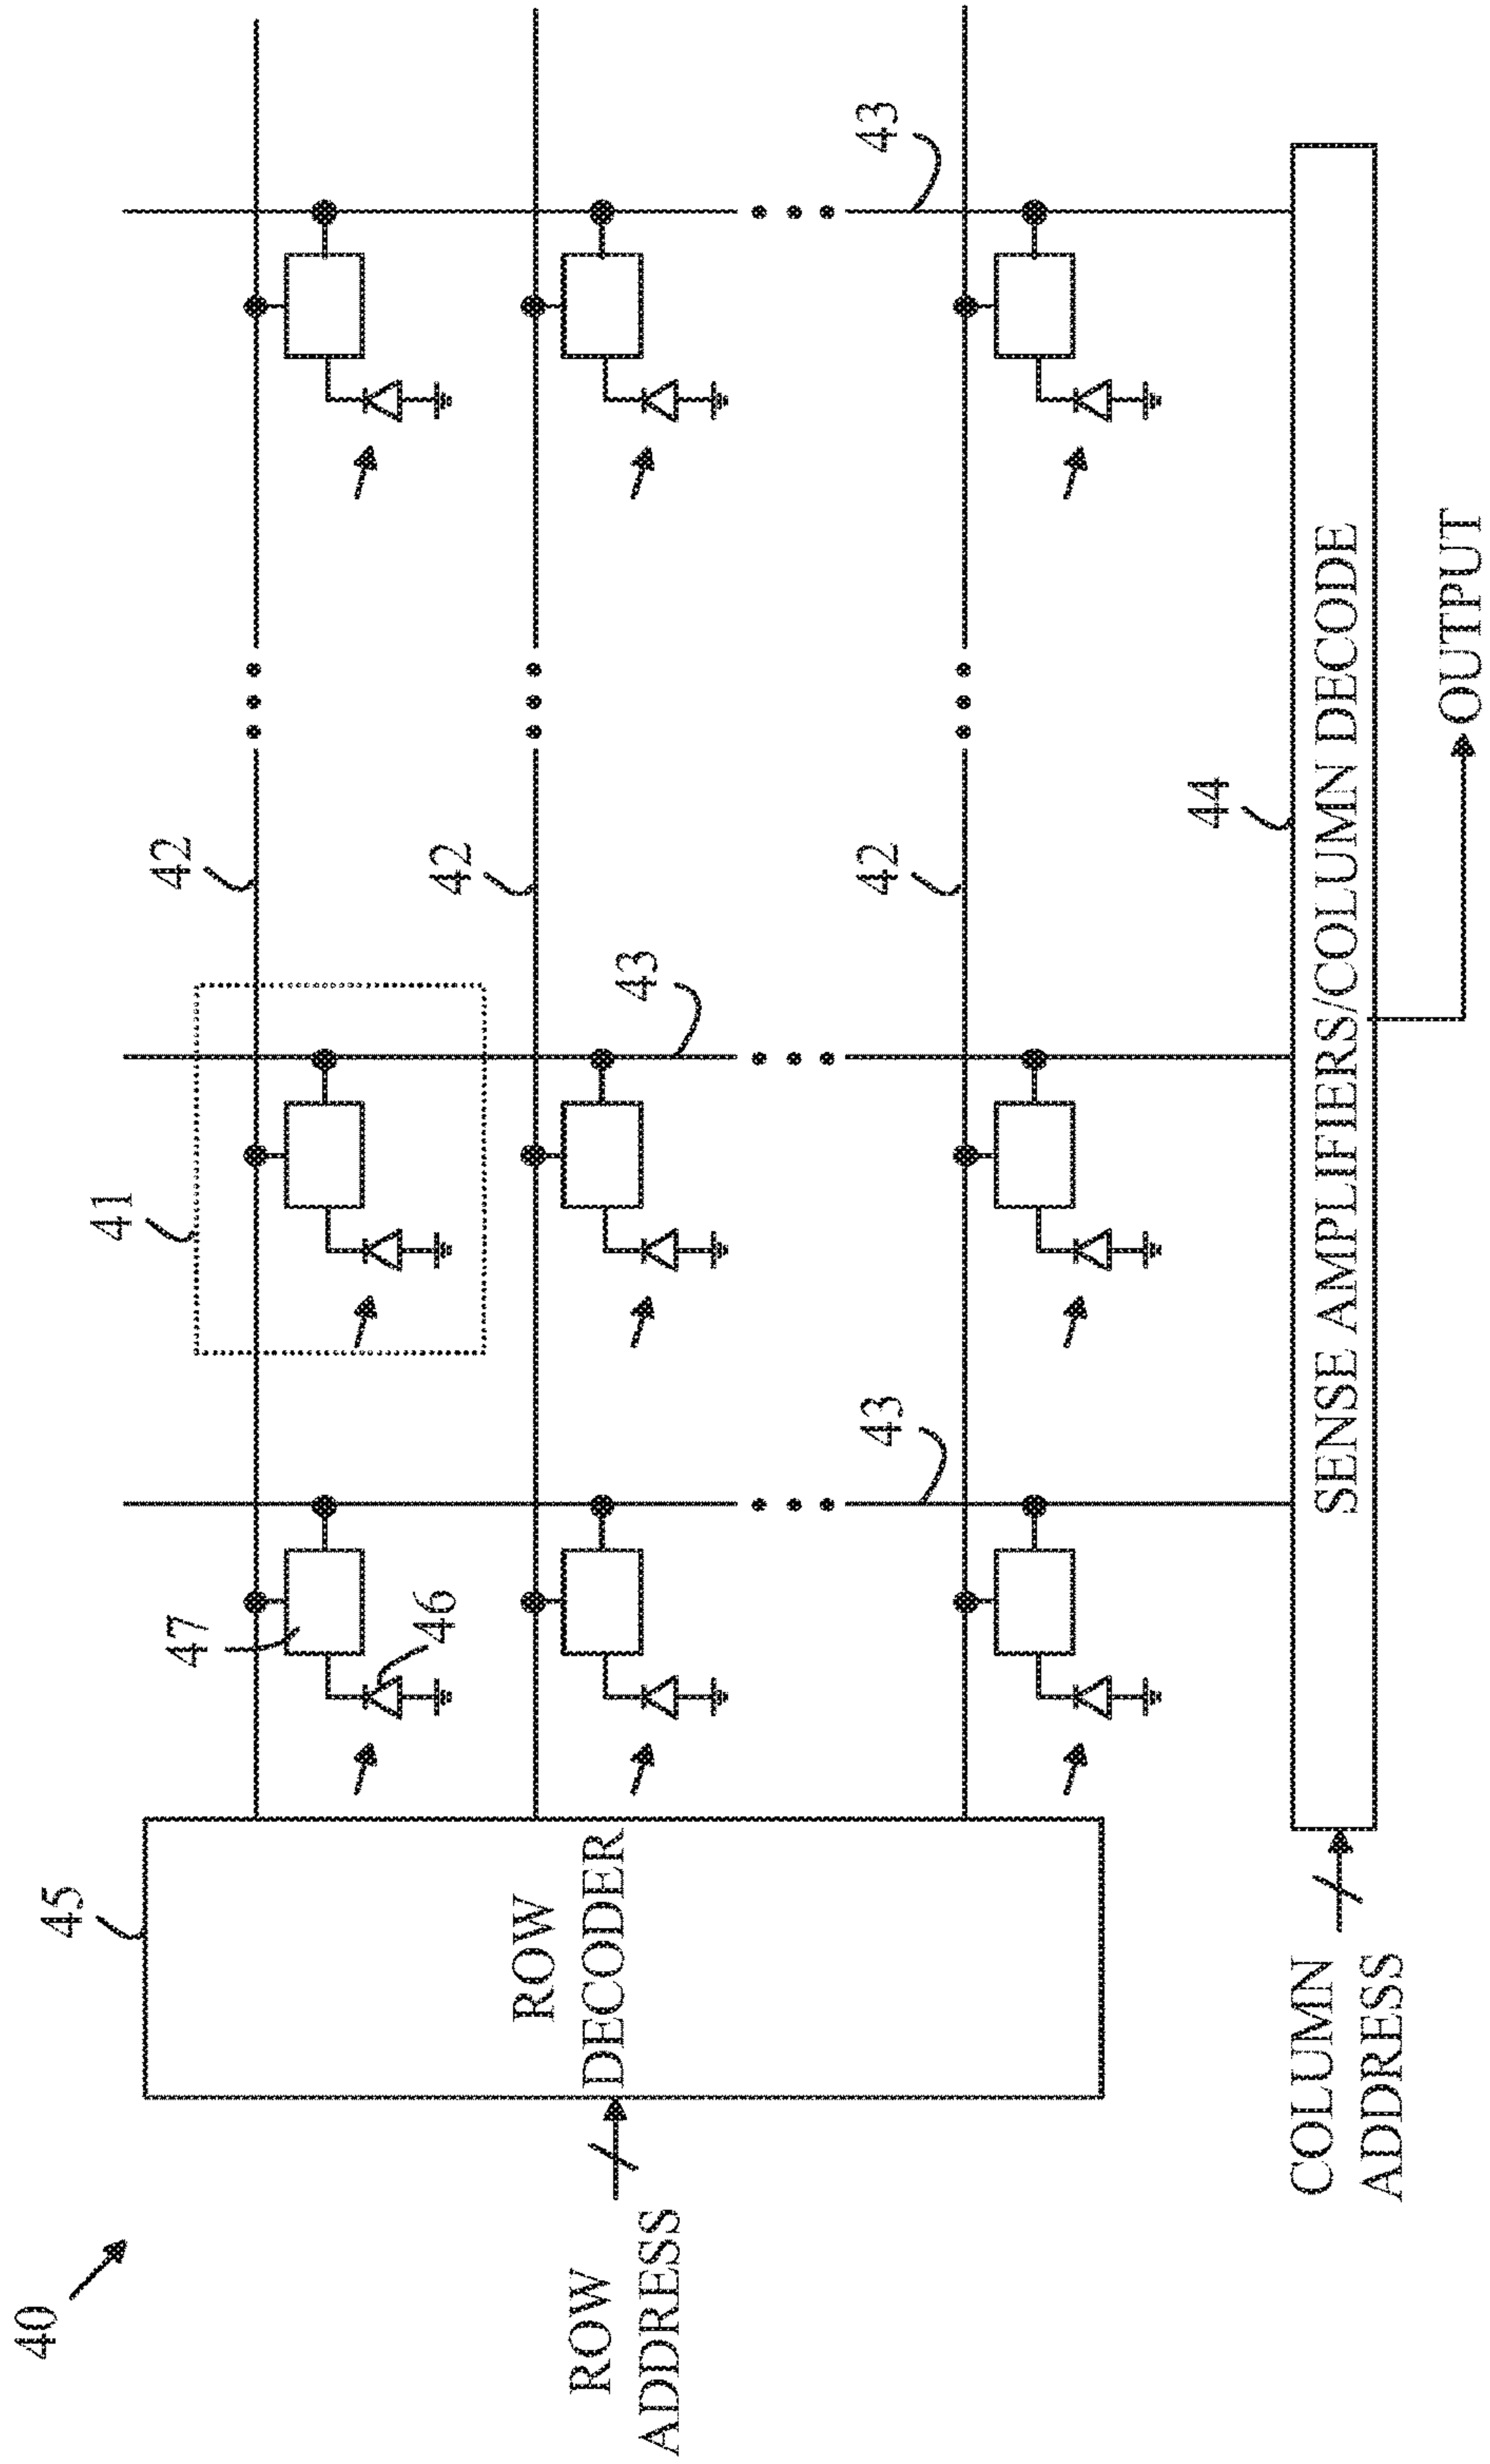 40
45
ROW
DECODER
ROW
ADDRESS
47
46
41
42
42
42
43
43
43
44
SENSE AMPLIFIERS/COLUMN DECODE
COLUMN
ADDRESS
OUTPUT